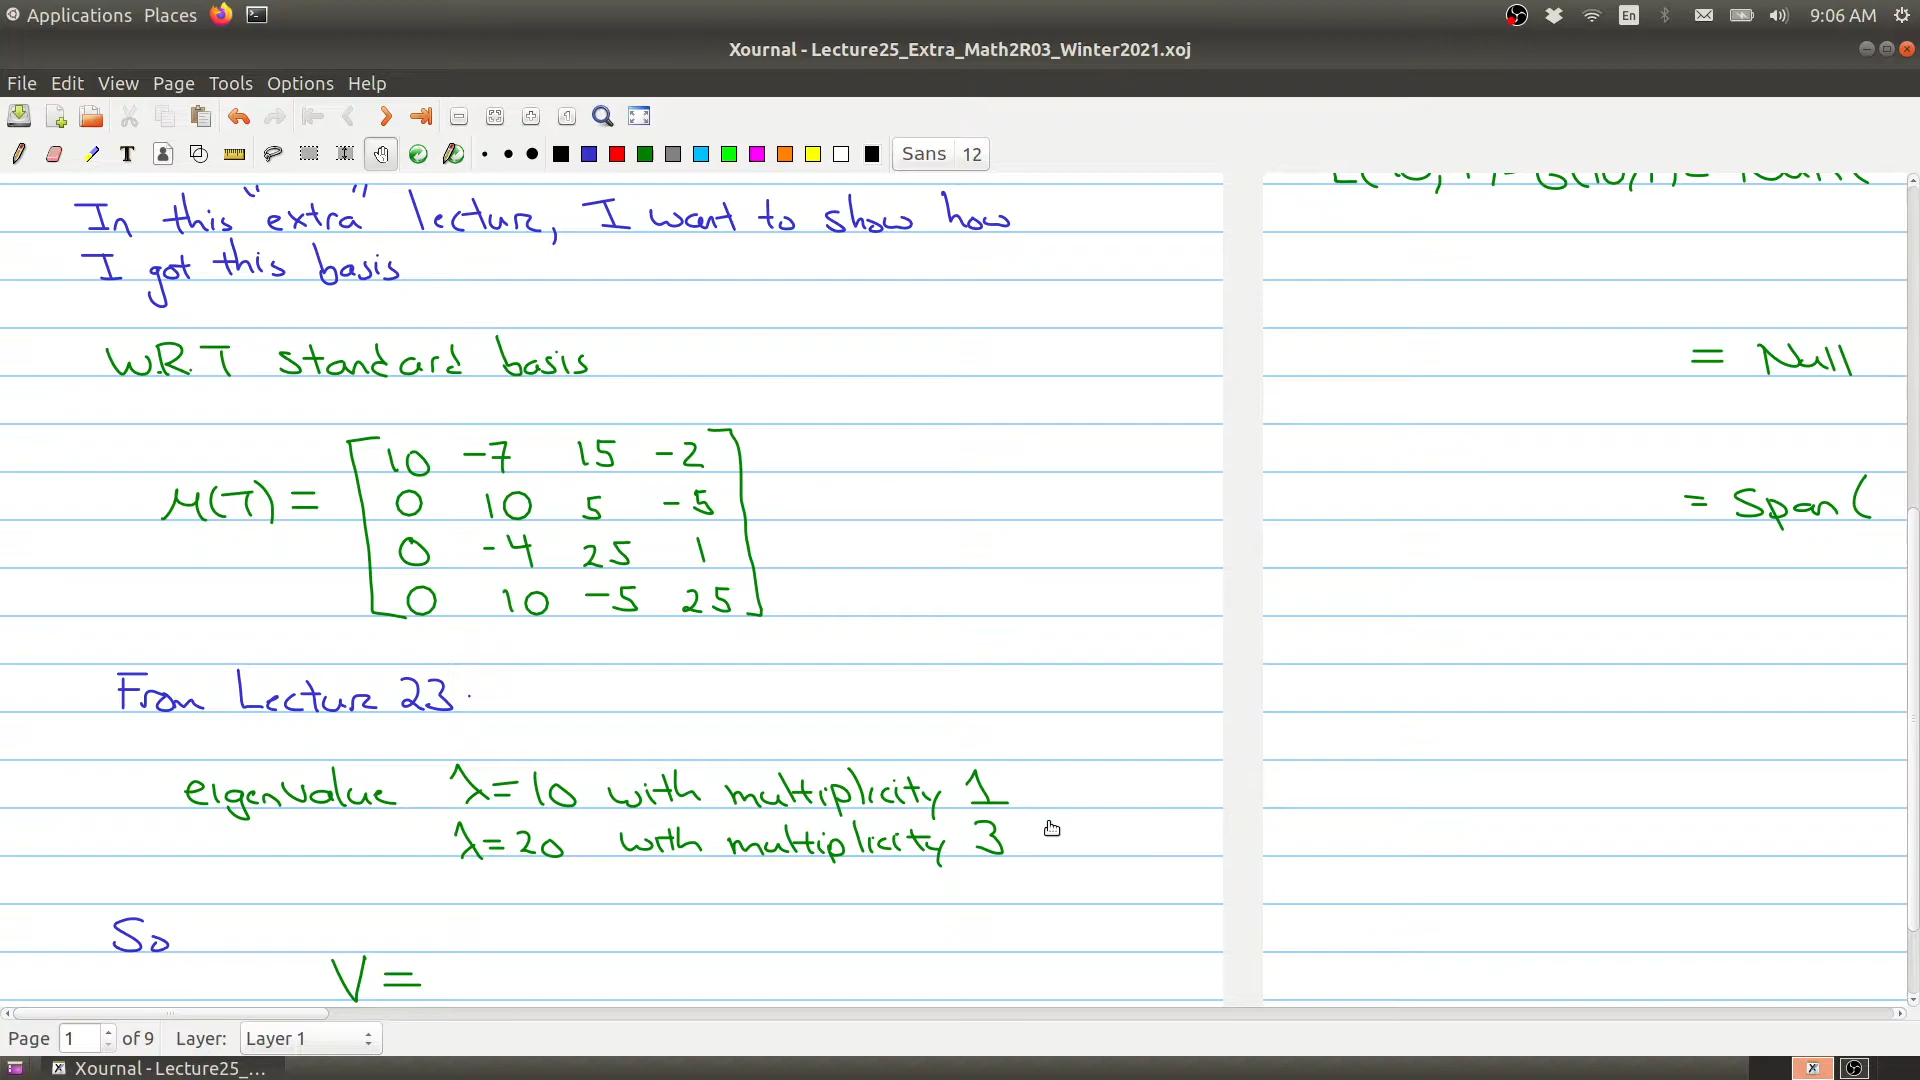 Applications Places En 9:06 AM
Xournal - Lecture25_Extra_Math2R03_Winter2021.xoj
File Edit View Page Tools Options Help
T Sans 12
In this "extra" lecture, I want to show how
I got this basis
W.R.T standard basis
M(T) =
10 -7 15 -2
0 10 5 -5
0 -4 25 1
0 10 -5 25
From Lecture 23.
eigenvalue λ=10 with multiplicity 1
λ=20 with multiplicity 3
So
V =
= Null
= Span(
Page 1 of 9 Layer: Layer 1
Xournal - Lecture25_...